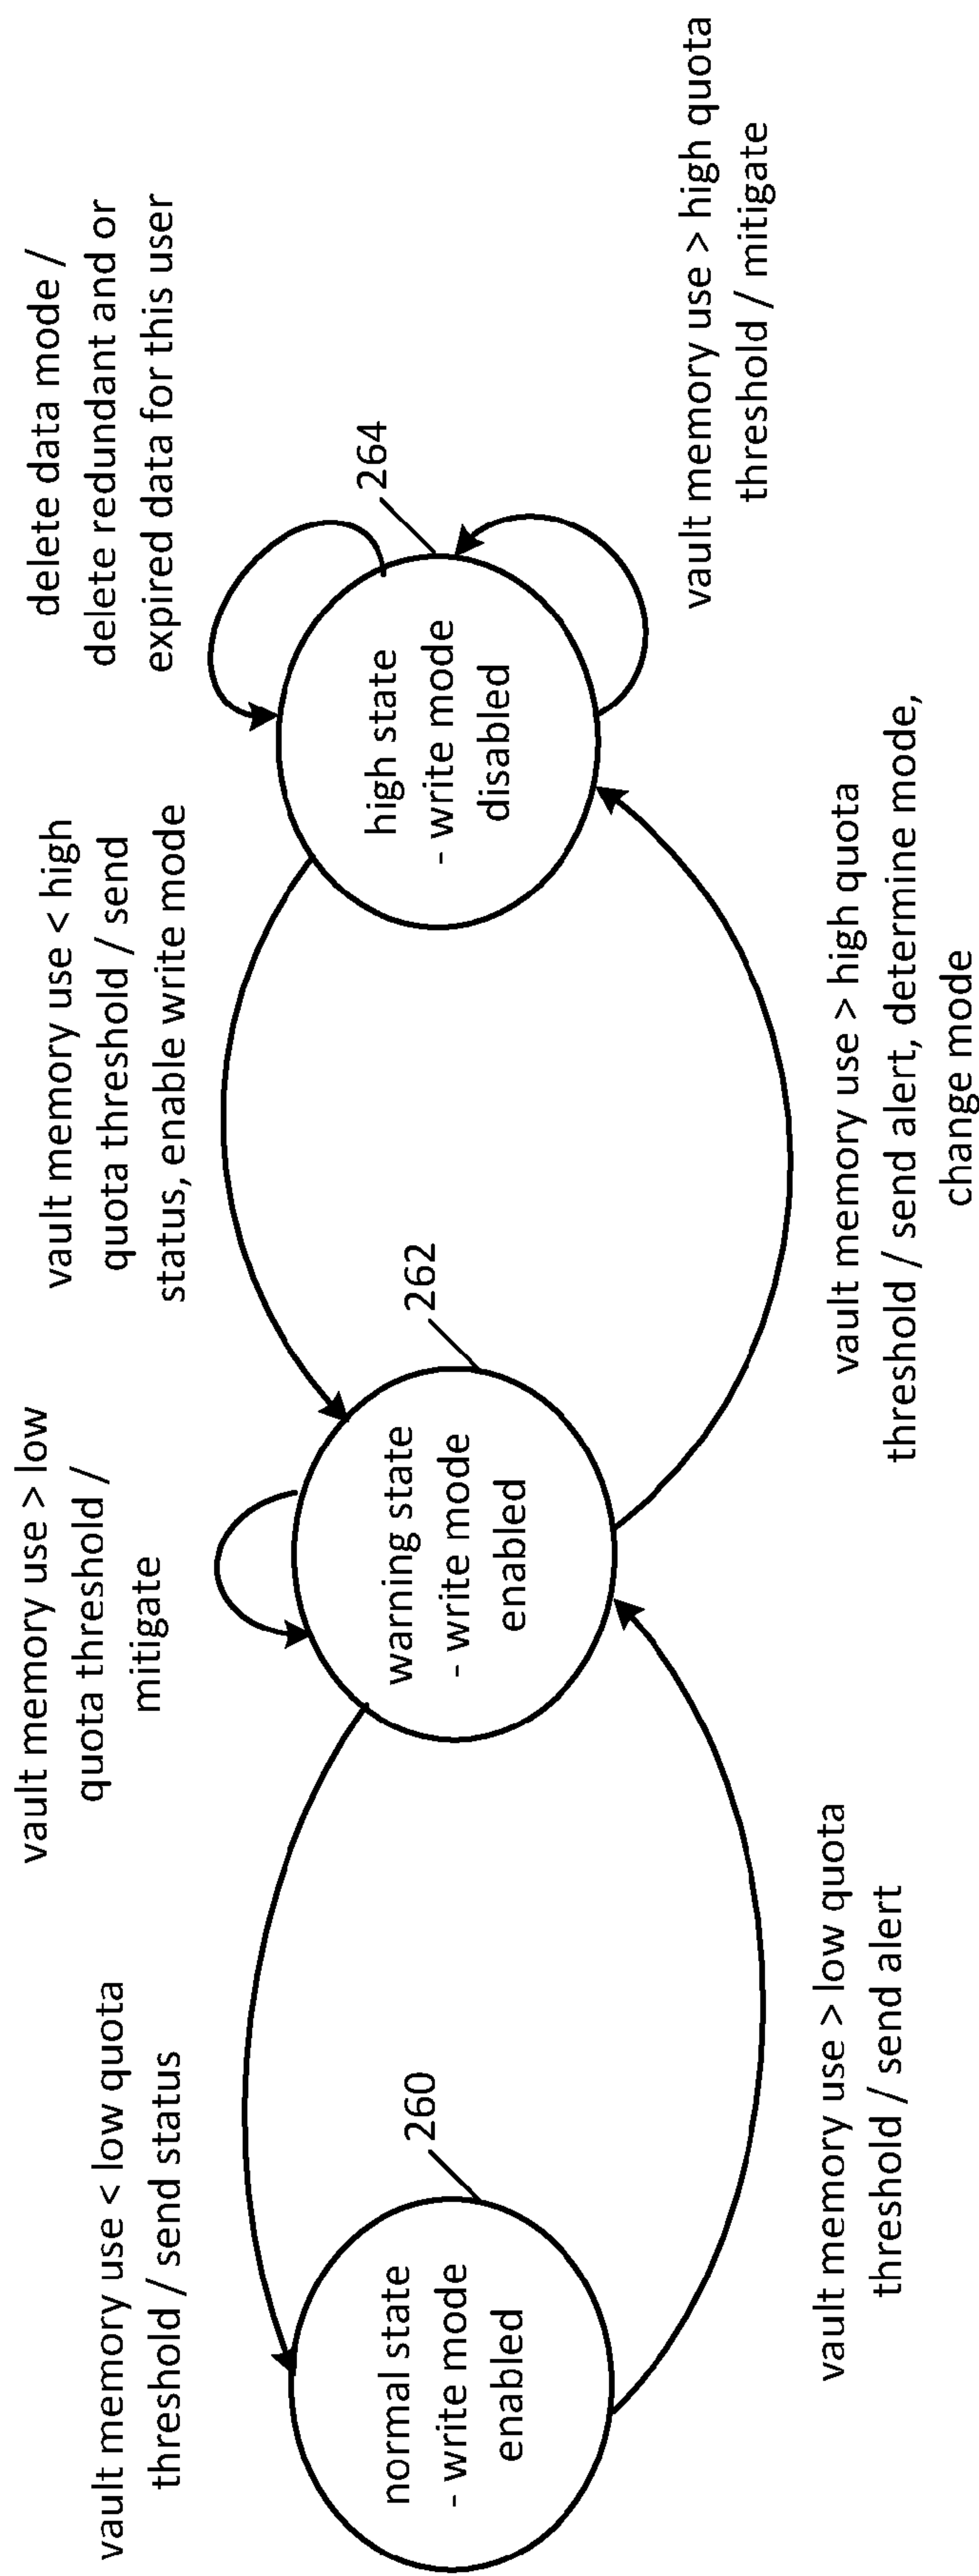 vault memory use < low quota
threshold / send status
vault memory use > low
quota threshold /
mitigate
vault memory use < high
quota threshold / send
status, enable write mode
delete data mode /
delete redundant and or
expired data for this user
260
262
264
normal state
- write mode
enabled
warning state
- write mode
enabled
high state
- write mode
disabled
vault memory use > low quota
threshold / send alert
vault memory use > high quota
threshold / send alert, determine mode,
change mode
vault memory use > high quota
threshold / mitigate